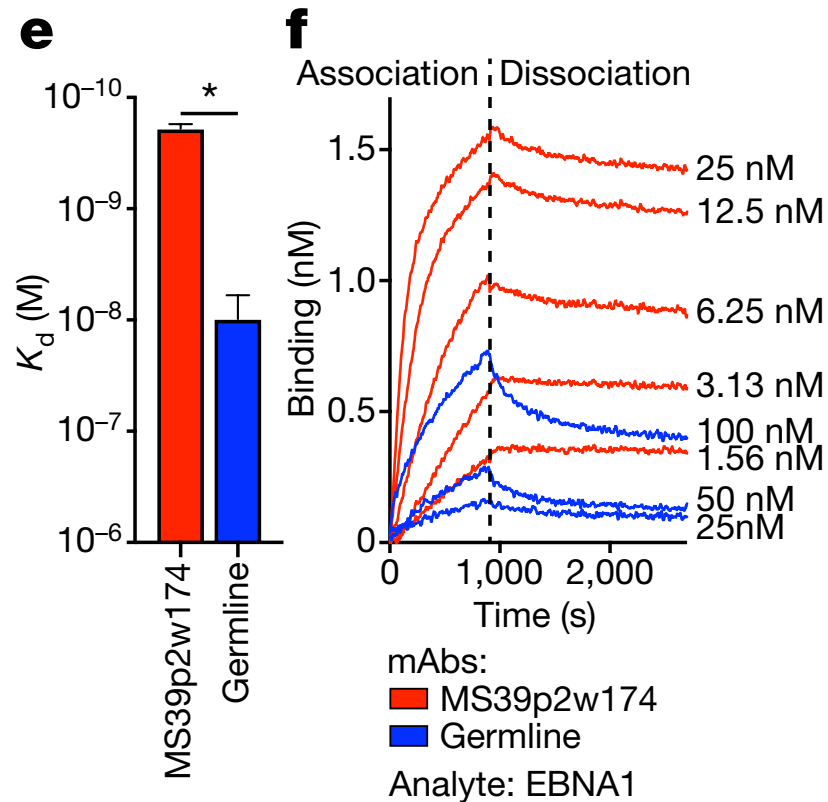 e
10⁻¹⁰
10⁻⁹
10⁻⁸
10⁻⁷
10⁻⁶
Kd (M)
*
MS39p2w174
Germline
f
Association
Dissociation
1.5
1.0
0.5
0
Binding (nM)
25 nM
12.5 nM
6.25 nM
3.13 nM
100 nM
1.56 nM
50 nM
25nM
0
1,000
2,000
Time (s)
mAbs:
MS39p2w174
Germline
Analyte: EBNA1